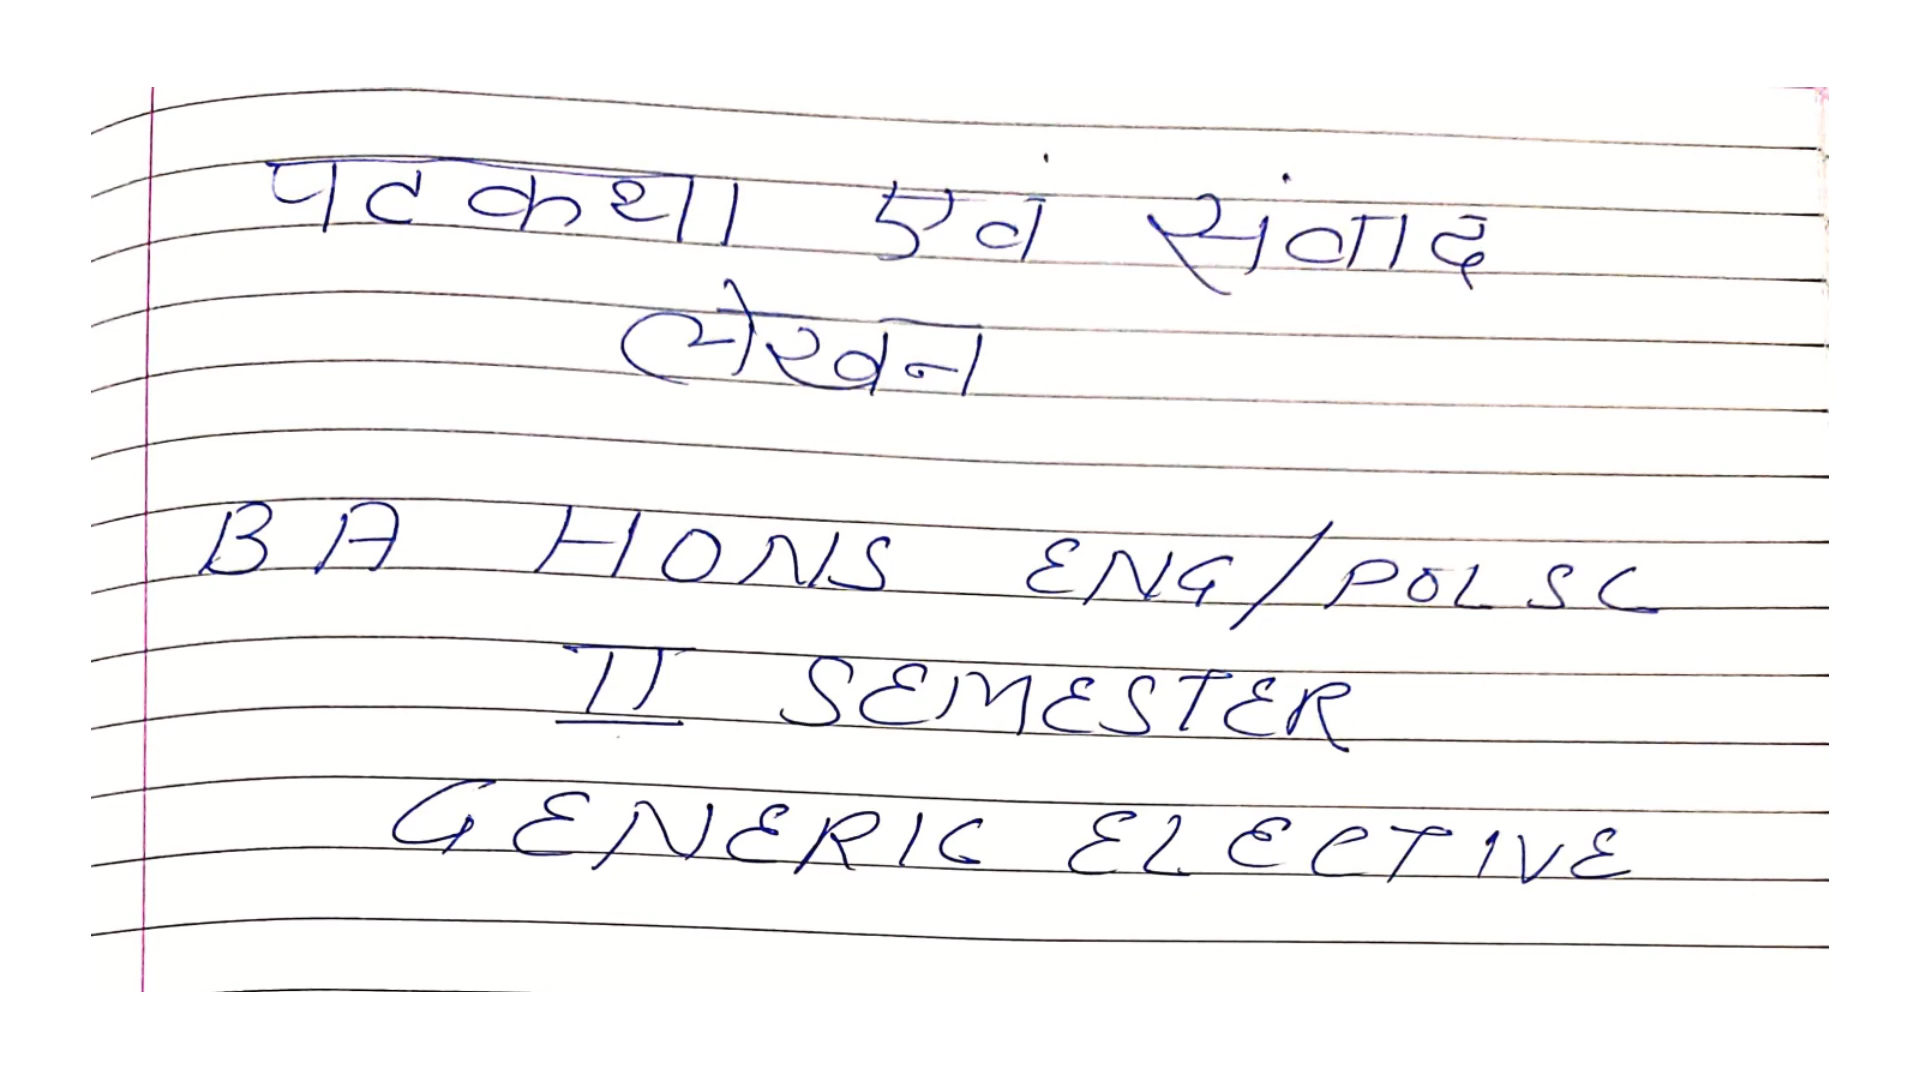 पटकथा एवं संवाद
लेखन
BA HONS ENG/POLSC
II SEMESTER
GENERIC ELECTIVE